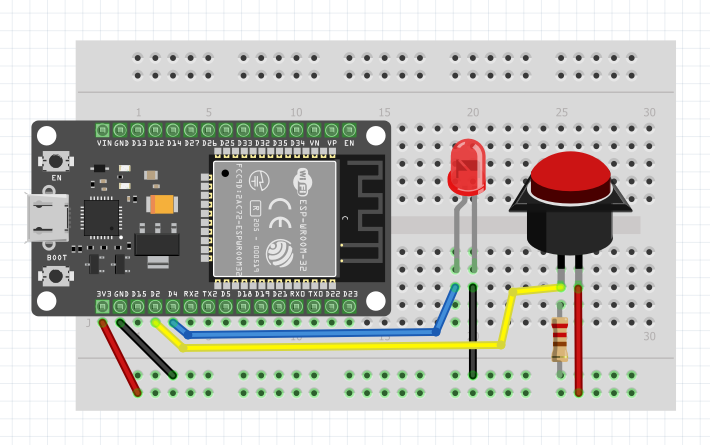 1 5 10 15 20 25 30
VIN GND D13 D12 D14 D27 D26 D25 D33 D32 D35 D34 VN VP EN
EN
WiFi
ESP-WROOM-32
CE
R
BOOT
3V3 GND D15 D2 D4 RX2 TX2 D5 D18 D19 D21 RX0 TX0 D22 D23
J 15 30